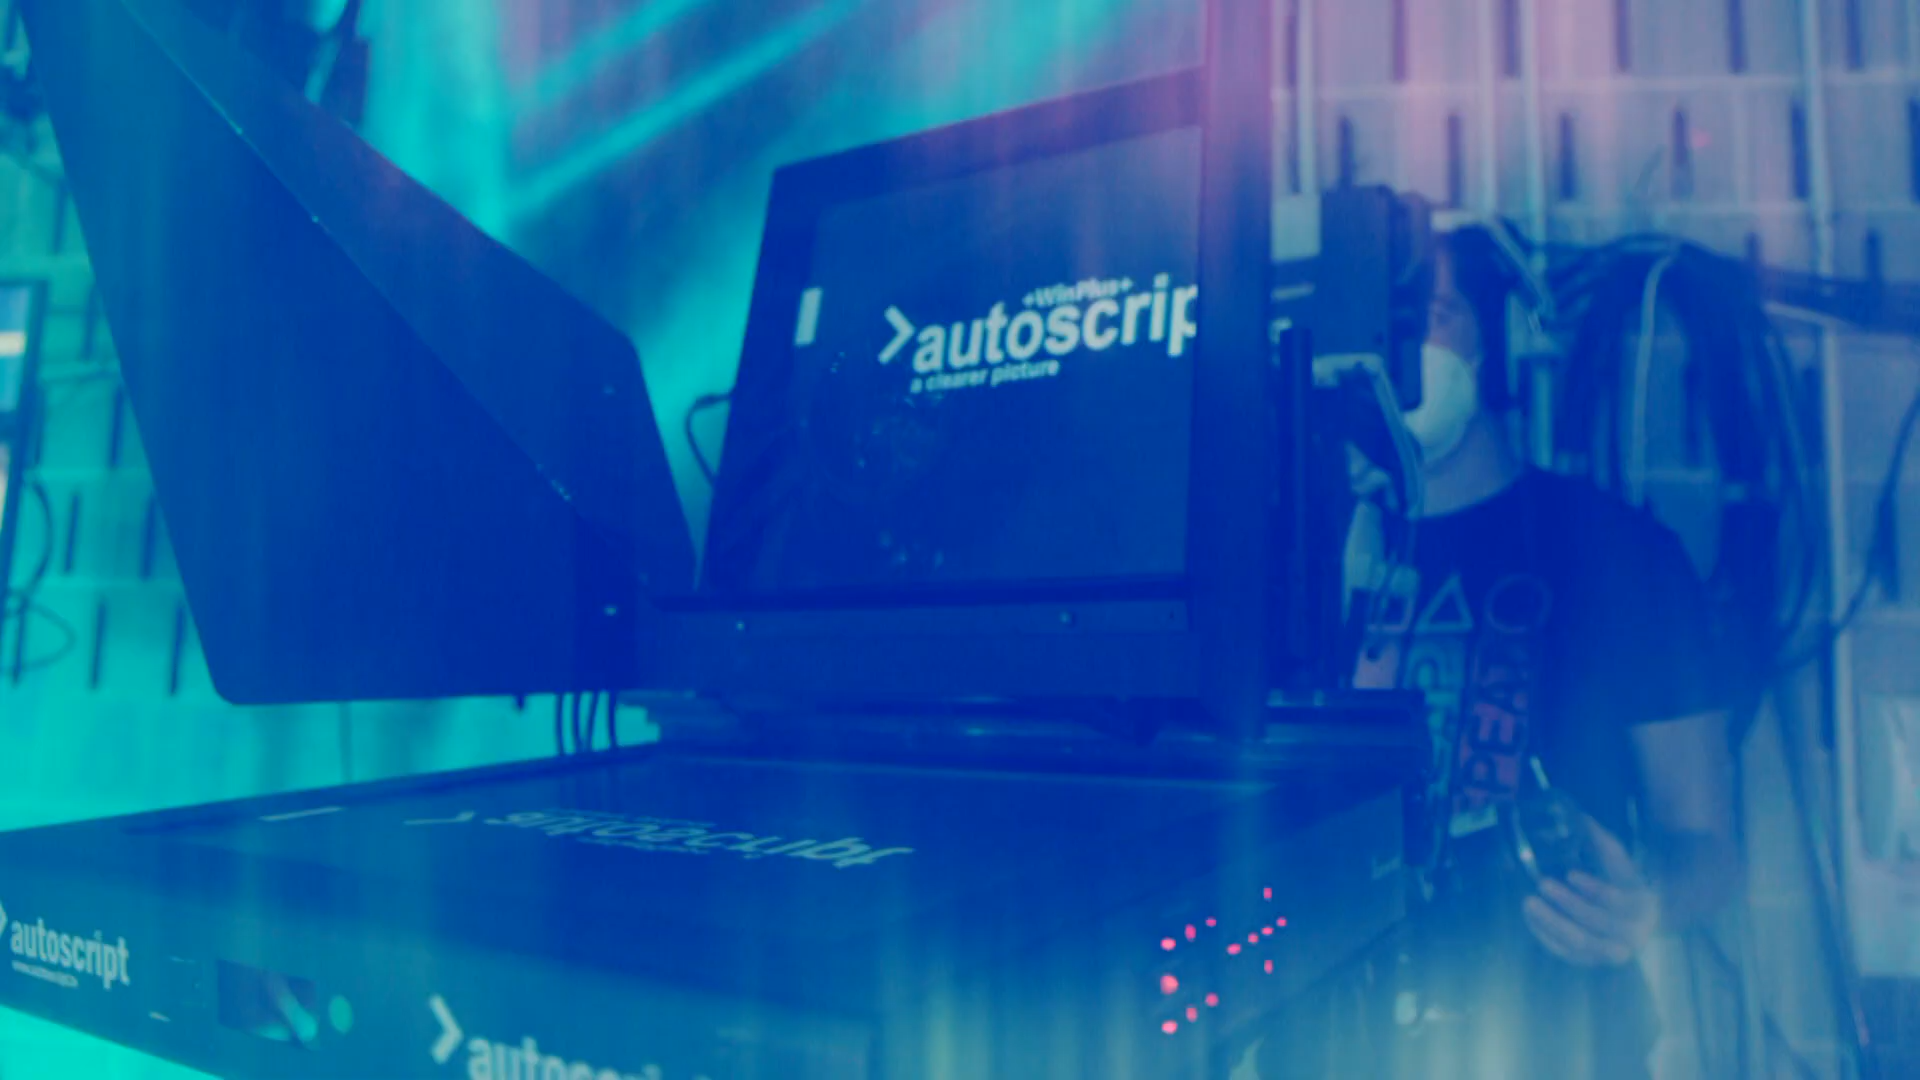 +WinPlus+
autoscrip
a clearer picture
autoscript
autoscript
autoscri